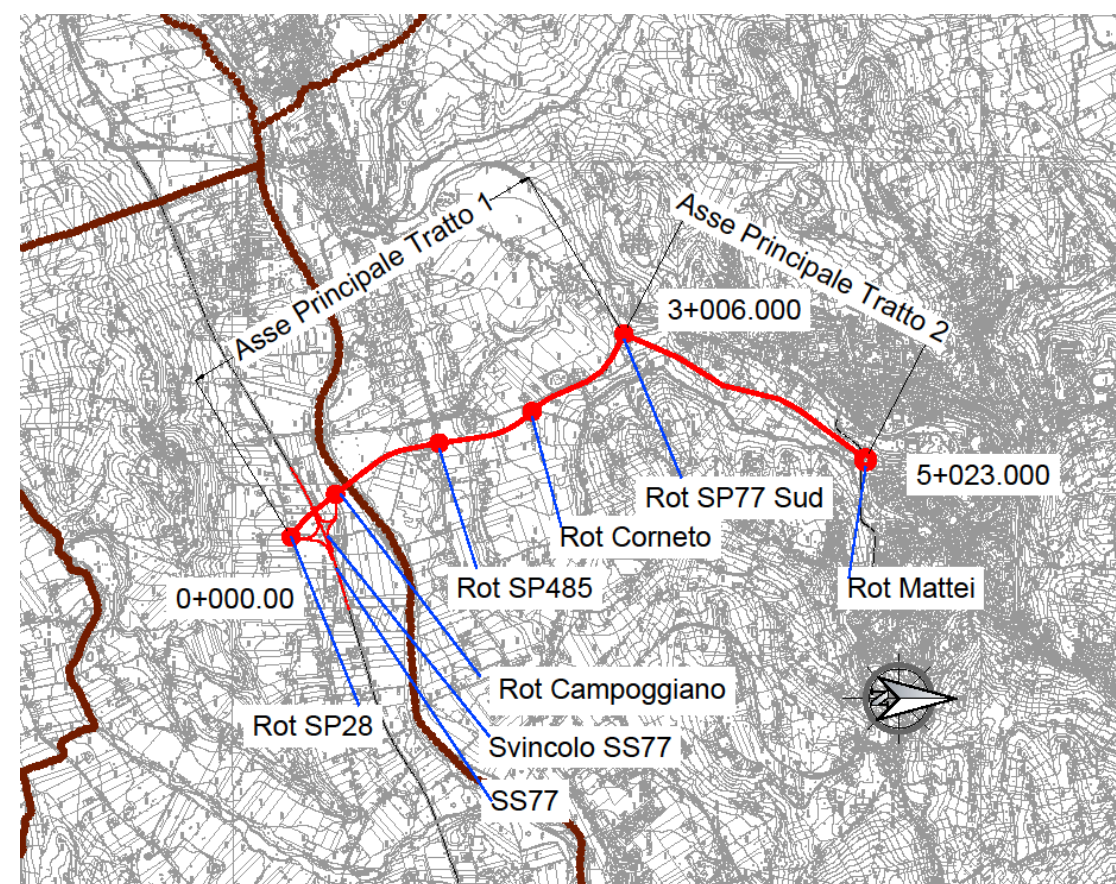 Asse Principale Tratto 1
Asse Principale Tratto 2
3+006.000
5+023.000
Rot SP77 Sud
Rot Corneto
Rot SP485
Rot Mattei
0+000.00
Rot Campoggiano
Rot SP28
Svincolo SS77
SS77